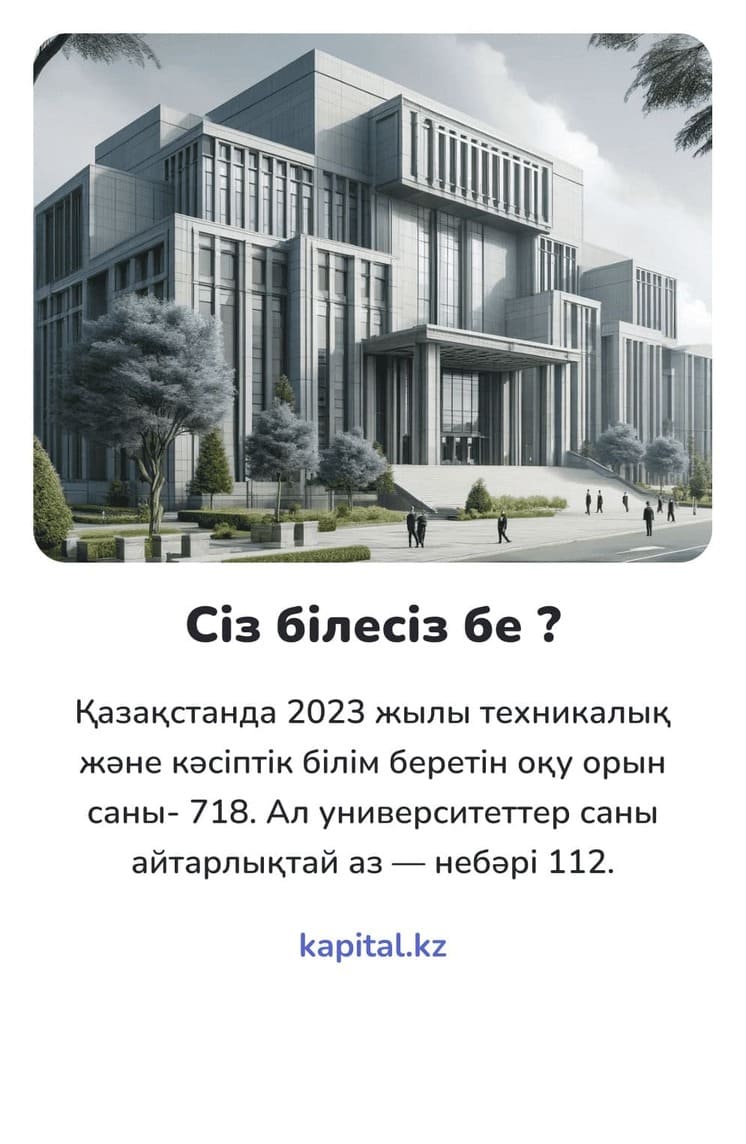 Сіз білесіз бе ?
Қазақстанда 2023 жылы техникалық
және кәсіптік білім беретін оқу орын
саны- 718. Ал университеттер саны
айтарлықтай аз — небәрі 112.
kapital.kz